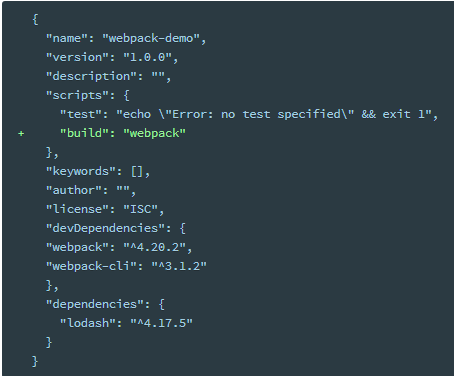 {
"name": "webpack-demo",
"version": "1.0.0",
"description": "",
"scripts": {
"test": "echo \"Error: no test specified\" && exit 1",
+ "build": "webpack"
},
"keywords": [],
"author": "",
"license": "ISC",
"devDependencies": {
"webpack": "^4.20.2",
"webpack-cli": "^3.1.2"
},
"dependencies": {
"lodash": "^4.17.5"
}
}